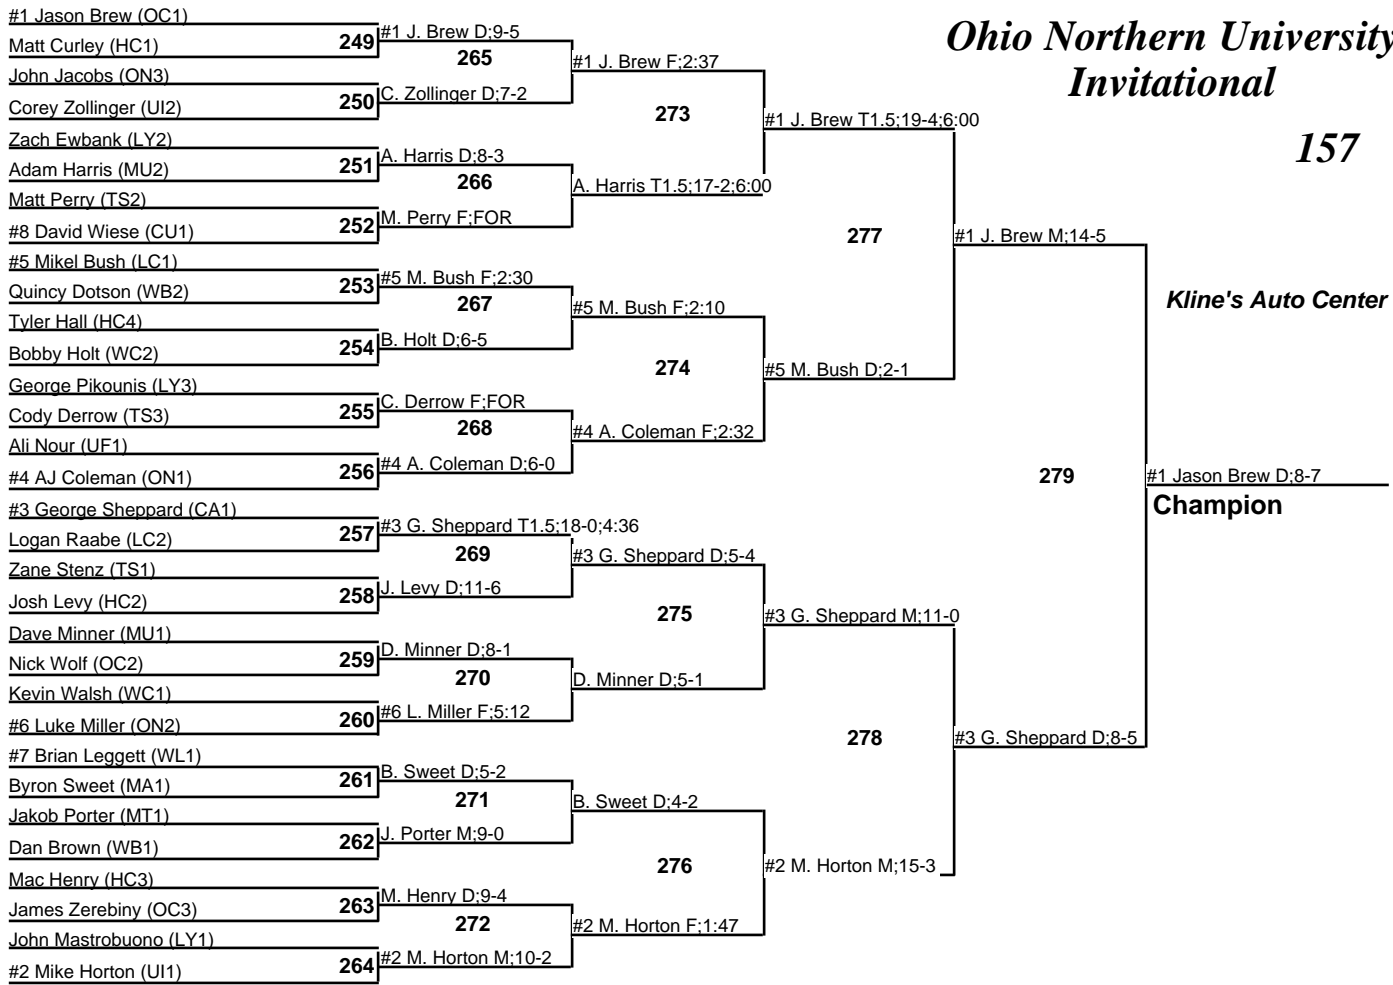 Ohio Northern University
Invitational
157
Kline's Auto Center
#1 Jason Brew (OC1)
Matt Curley (HC1)
John Jacobs (ON3)
Corey Zollinger (UI2)
Zach Ewbank (LY2)
Adam Harris (MU2)
Matt Perry (TS2)
#8 David Wiese (CU1)
#5 Mikel Bush (LC1)
Quincy Dotson (WB2)
Tyler Hall (HC4)
Bobby Holt (WC2)
George Pikounis (LY3)
Cody Derrow (TS3)
Ali Nour (UF1)
#4 AJ Coleman (ON1)
#3 George Sheppard (CA1)
Logan Raabe (LC2)
Zane Stenz (TS1)
Josh Levy (HC2)
Dave Minner (MU1)
Nick Wolf (OC2)
Kevin Walsh (WC1)
#6 Luke Miller (ON2)
#7 Brian Leggett (WL1)
Byron Sweet (MA1)
Jakob Porter (MT1)
Dan Brown (WB1)
Mac Henry (HC3)
James Zerebiny (OC3)
John Mastrobuono (LY1)
#2 Mike Horton (UI1)
249
250
251
252
253
254
255
256
257
258
259
260
261
262
263
264
#1 J. Brew D;9-5
C. Zollinger D;7-2
A. Harris D;8-3
M. Perry F;FOR
#5 M. Bush F;2:30
B. Holt D;6-5
C. Derrow F;FOR
#4 A. Coleman D;6-0
#3 G. Sheppard T1.5;18-0;4:36
J. Levy D;11-6
D. Minner D;8-1
#6 L. Miller F;5:12
B. Sweet D;5-2
J. Porter M;9-0
M. Henry D;9-4
#2 M. Horton M;10-2
265
266
267
268
269
270
271
272
#1 J. Brew F;2:37
A. Harris T1.5;17-2;6:00
#5 M. Bush F;2:10
#4 A. Coleman F;2:32
#3 G. Sheppard D;5-4
D. Minner D;5-1
B. Sweet D;4-2
#2 M. Horton F;1:47
273
274
275
276
#1 J. Brew T1.5;19-4;6:00
#5 M. Bush D;2-1
#3 G. Sheppard M;11-0
#2 M. Horton M;15-3
277
278
#1 J. Brew M;14-5
#3 G. Sheppard D;8-5
279
#1 Jason Brew D;8-7
Champion